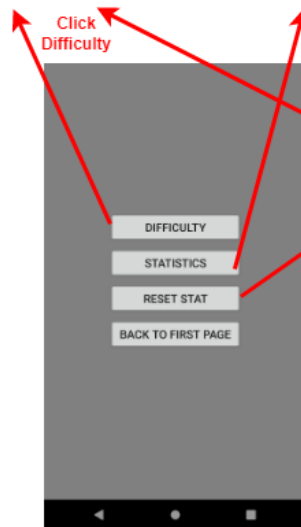 Click
Difficulty
DIFFICULTY
STATISTICS
RESET STAT
BACK TO FIRST PAGE